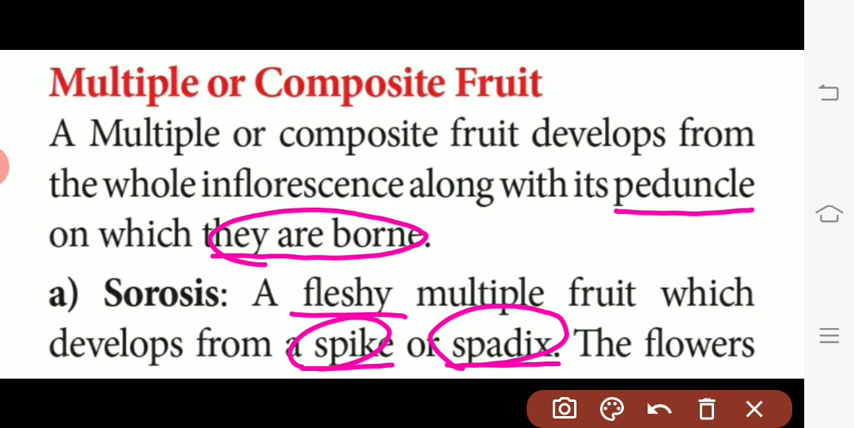 Multiple or Composite Fruit
A Multiple or composite fruit develops from
the whole inflorescence along with its peduncle
on which they are borne.
a) Sorosis: A fleshy multiple fruit which
develops from a spike or spadix. The flowers